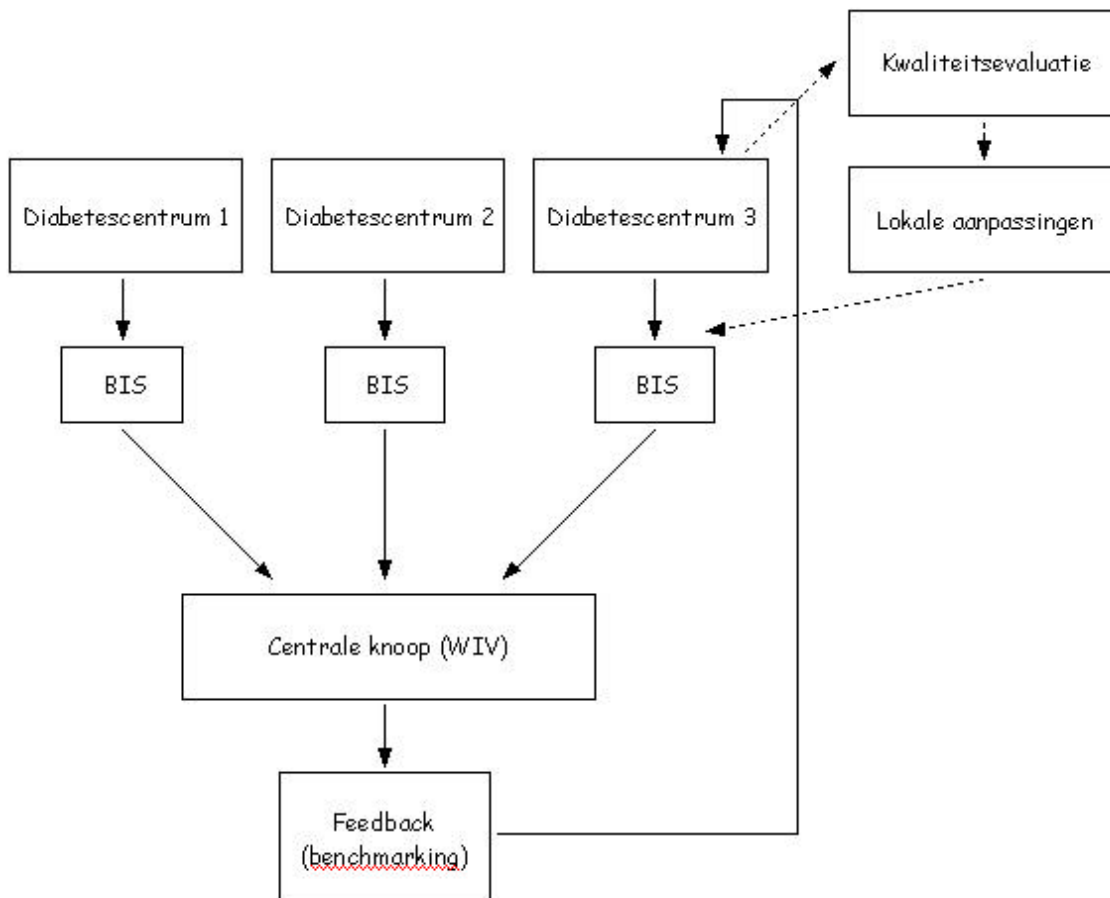 Kwaliteitsevaluatie
Diabetescentrum 1
Diabetescentrum 2
Diabetescentrum 3
Lokale aanpassingen
BIS
BIS
BIS
Centrale knoop (WIV)
Feedback
(benchmarking)